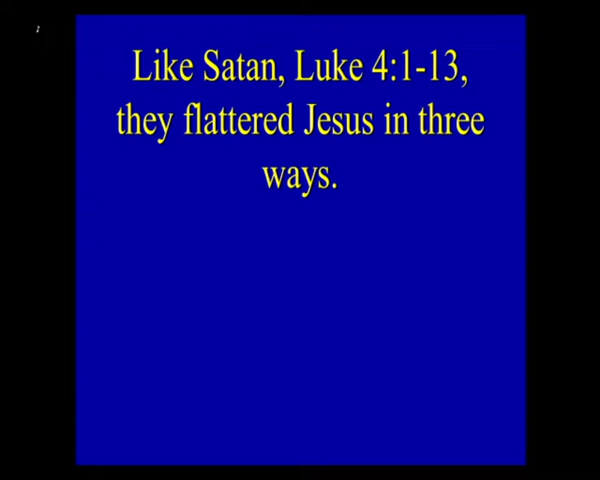 Like Satan, Luke 4:1-13,
they flattered Jesus in three
ways.